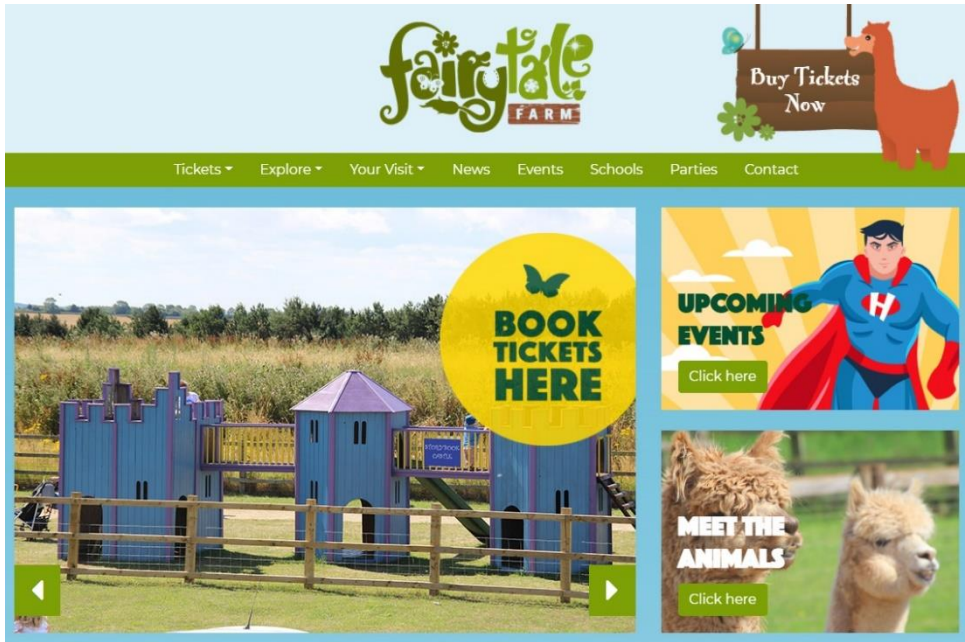 fairytale
FARM
Buy Tickets
Now
Tickets
Explore
Your Visit
News
Events
Schools
Parties
Contact
BOOK
TICKETS
HERE
UPCOMING
EVENTS
Click here
H
MEET THE
ANIMALS
Click here